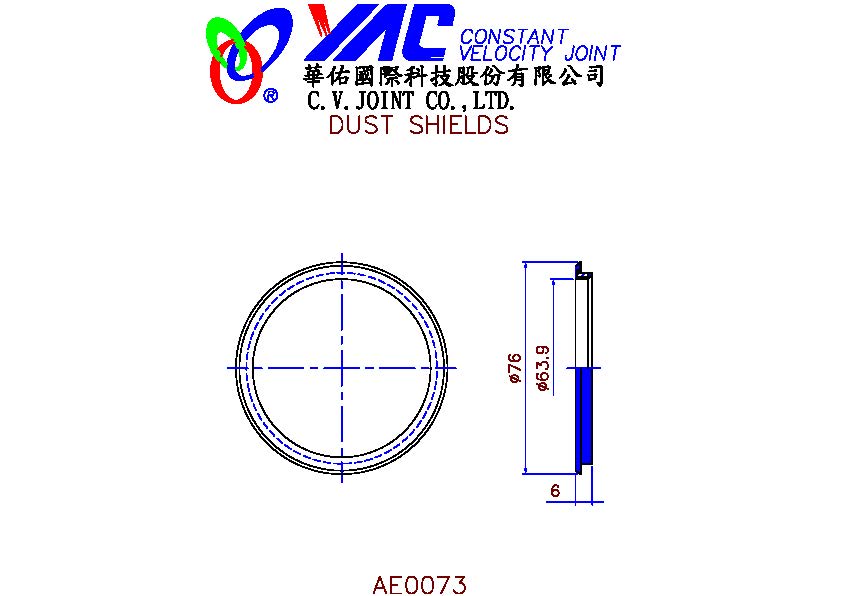 YAC CONSTANT
VELOCITY JOINT
®
華佑國際科技股份有限公司
C.V.JOINT CO.,LTD.
DUST SHIELDS
ø76
ø63.9
6
AE0073